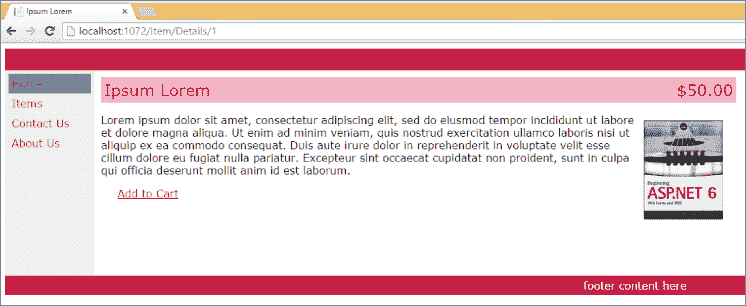 Ipsum Lorem
localhost:1072/Item/Details/1
Ipsum Lorem
$50.00
Items
Contact Us
About Us
Lorem ipsum dolor sit amet, consectetur adipiscing elit, sed do eiusmod tempor incididunt ut labore
et dolore magna aliqua. Ut enim ad minim veniam, quis nostrud exercitation ullamco laboris nisi ut
aliquip ex ea commodo consequat. Duis aute irure dolor in reprehenderit in voluptate velit esse
cillum dolore eu fugiat nulla pariatur. Excepteur sint occaecat cupidatat non proident, sunt in culpa
qui officia deserunt mollit anim id est laborum.
Add to Cart
Beginning
ASP.NET 6
footer content here